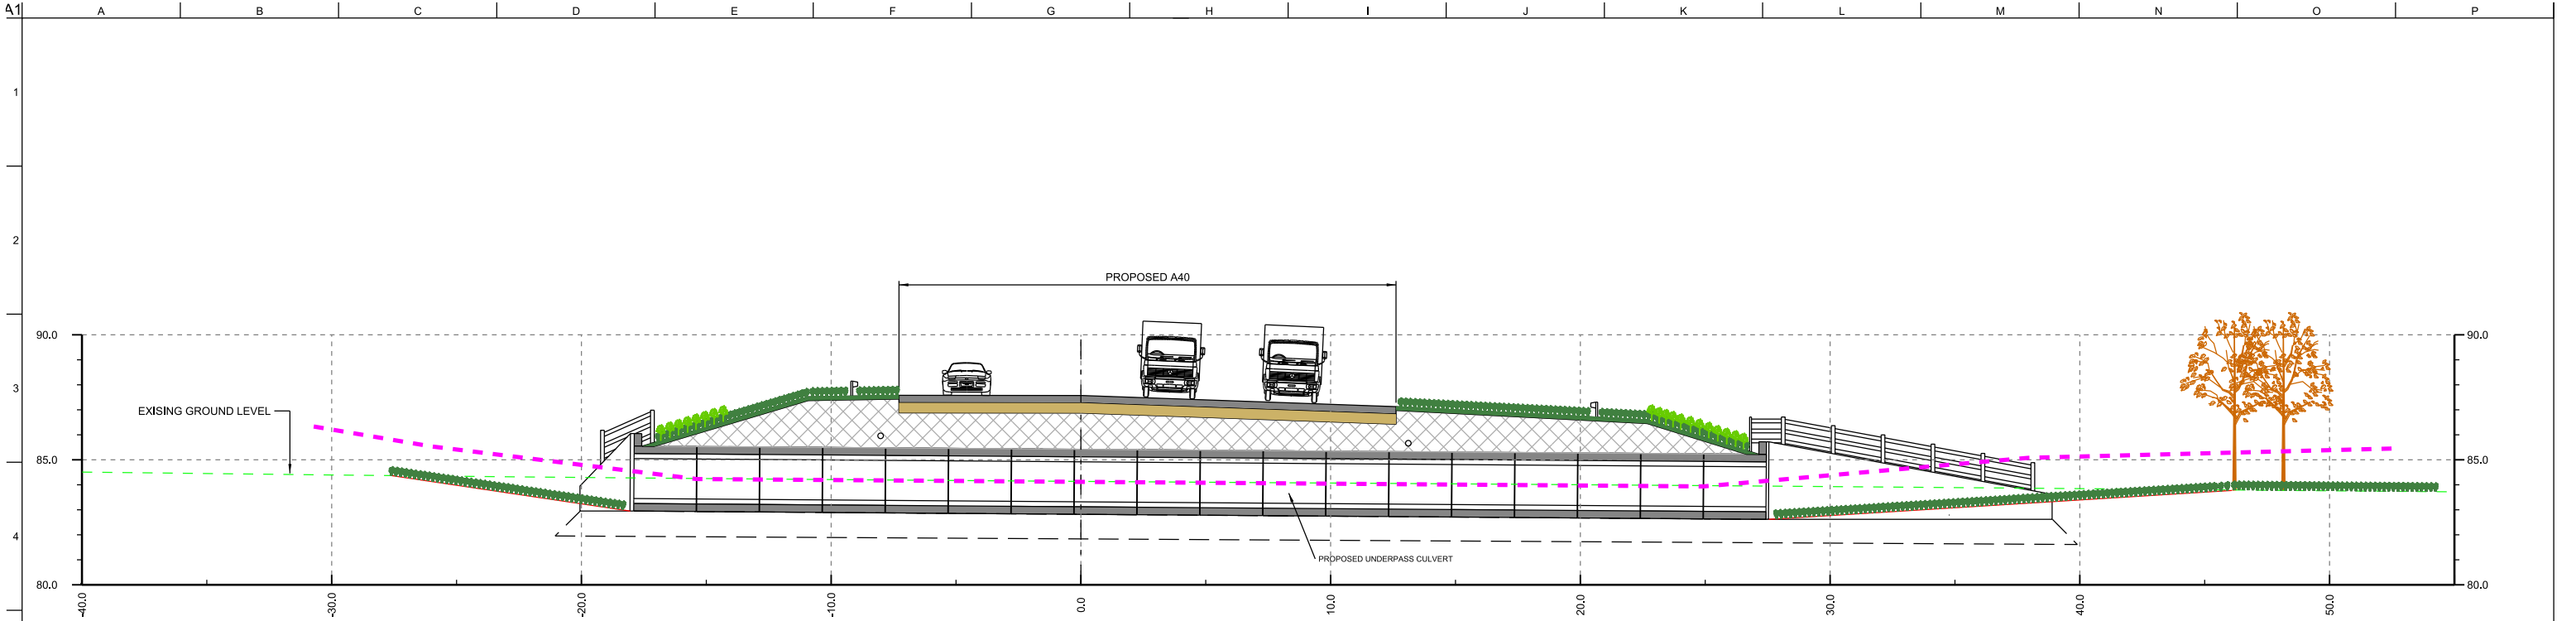 A1 A B C D E F G H I J K L M N O P
1
2
PROPOSED A40
90.0 90.0
3
EXISING GROUND LEVEL
85.0 85.0
4
PROPOSED UNDERPASS CULVERT
80.0 80.0
-40.0 -30.0 -20.0 -10.0 0.0 10.0 20.0 30.0 40.0 50.0